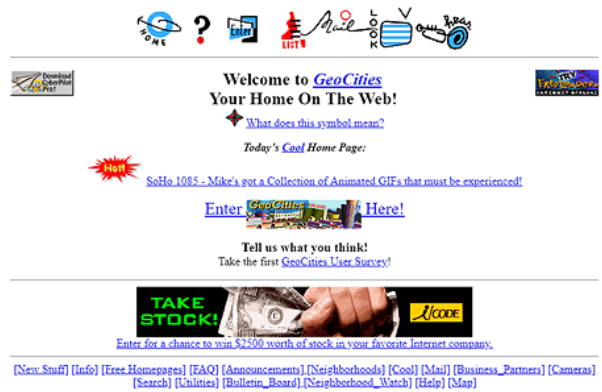 HOME ? Enter LIST Mail LOOK TV hear
Download
CyberPilot
Pro!
TRY
FreeLoader
Welcome to GeoCities
Your Home On The Web!
What does this symbol mean?
Today's Cool Home Page:
Hot!
SoHo 1085 - Mike's got a Collection of Animated GIFs that must be experienced!
Enter GeoCities Here!
Tell us what you think!
Take the first GeoCities User Survey!
TAKE
STOCK!
i/CODE
Enter for a chance to win $2500 worth of stock in your favorite Internet company.
[New Stuff] [Info] [Free Homepages] [FAQ] [Announcements] [Neighborhoods] [Cool] [Mail] [Business_Partners] [Cameras]
[Search] [Utilities] [Bulletin_Board] [Neighborhood_Watch] [Help] [Map]